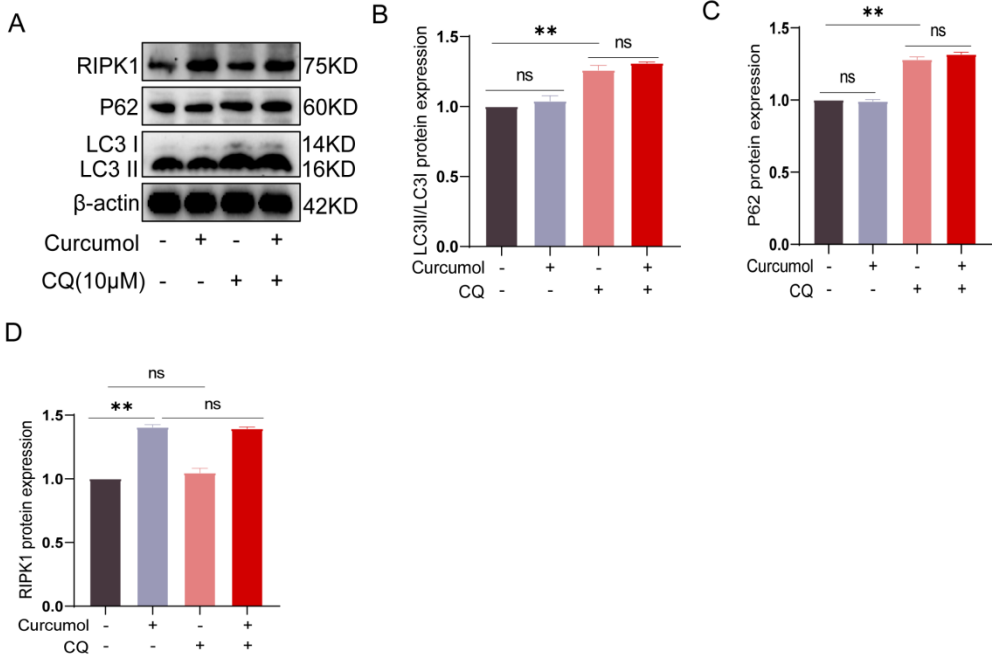 A
RIPK1 75KD
P62 60KD
LC3 I 14KD
LC3 II 16KD
β-actin 42KD
Curcumol - + - +
CQ(10μM) - - + +
B
** ns
ns
LC3II/LC3I protein expression
1.5
1.0
0.5
0.0
Curcumol - + - +
CQ - - + +
C
** ns
ns
P62 protein expression
1.5
1.0
0.5
0.0
Curcumol - + - +
CQ - - + +
D
ns
** ns
RIPK1 protein expression
1.5
1.0
0.5
0.0
Curcumol - + - +
CQ - - + +